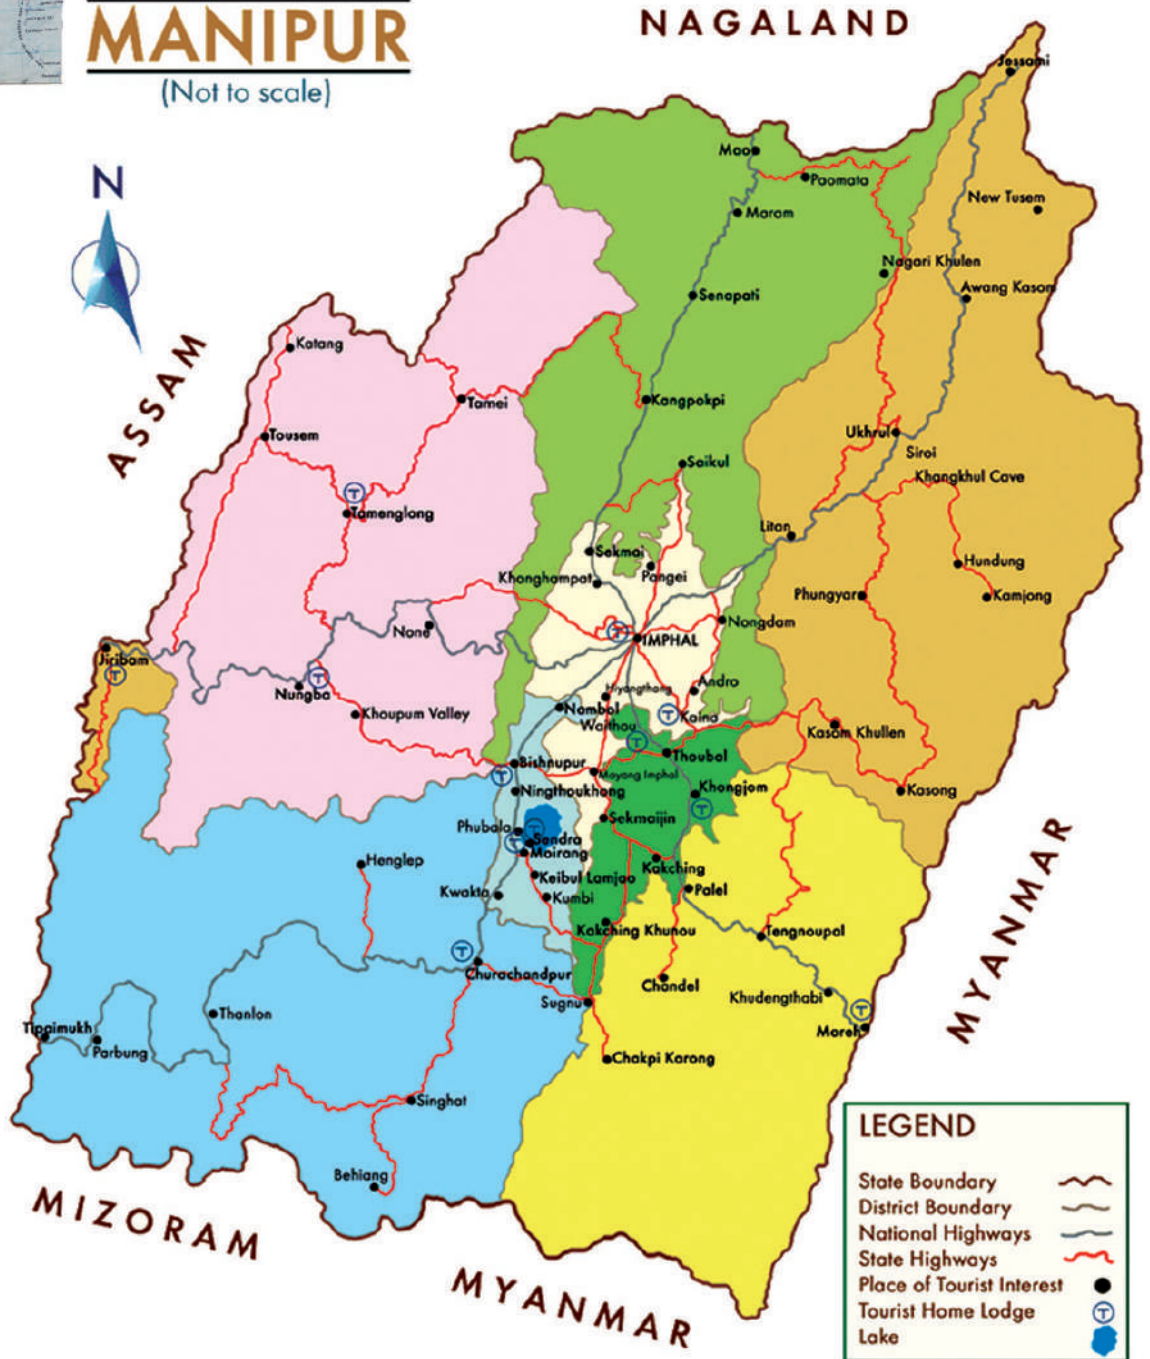 MANIPUR
(Not to scale)
NAGALAND
N
ASSAM
MYANMAR
MIZORAM
MYANMAR
Jessami
Mao
Paomata
Maram
New Tusem
Nagari Khulen
Awang Kasom
Senapati
Katang
Tamei
Kangpokpi
Tousem
Ukhrul
Siroi
Saikul
Khangkhul Cave
Tamenglong
Litan
Sekmai
Khonghampat
Pangei
Hundung
Phungyar
Kamjong
Nongdam
None
IMPHAL
Jiribam
Nungba
Hiyangthang
Andro
Khoupum Valley
Nambol
Kaina
Waithou
Kasom Khullen
Thoubal
Bishnupur
Mayang Imphal
Ningthoukhong
Khongjom
Kasong
Sekmaijin
Phubala
Sendra
Moirang
Henglep
Kakching
Keibul Lamjao
Kwakta
Kumbi
Palel
Kakching Khunou
Tengnoupal
Churachandpur
Chandel
Sugnu
Khudengthabi
Thanlon
Tipaimukh
Parbung
Moreh
Chakpi Karong
Singhat
Behiang
LEGEND
State Boundary
District Boundary
National Highways
State Highways
Place of Tourist Interest
Tourist Home Lodge
Lake